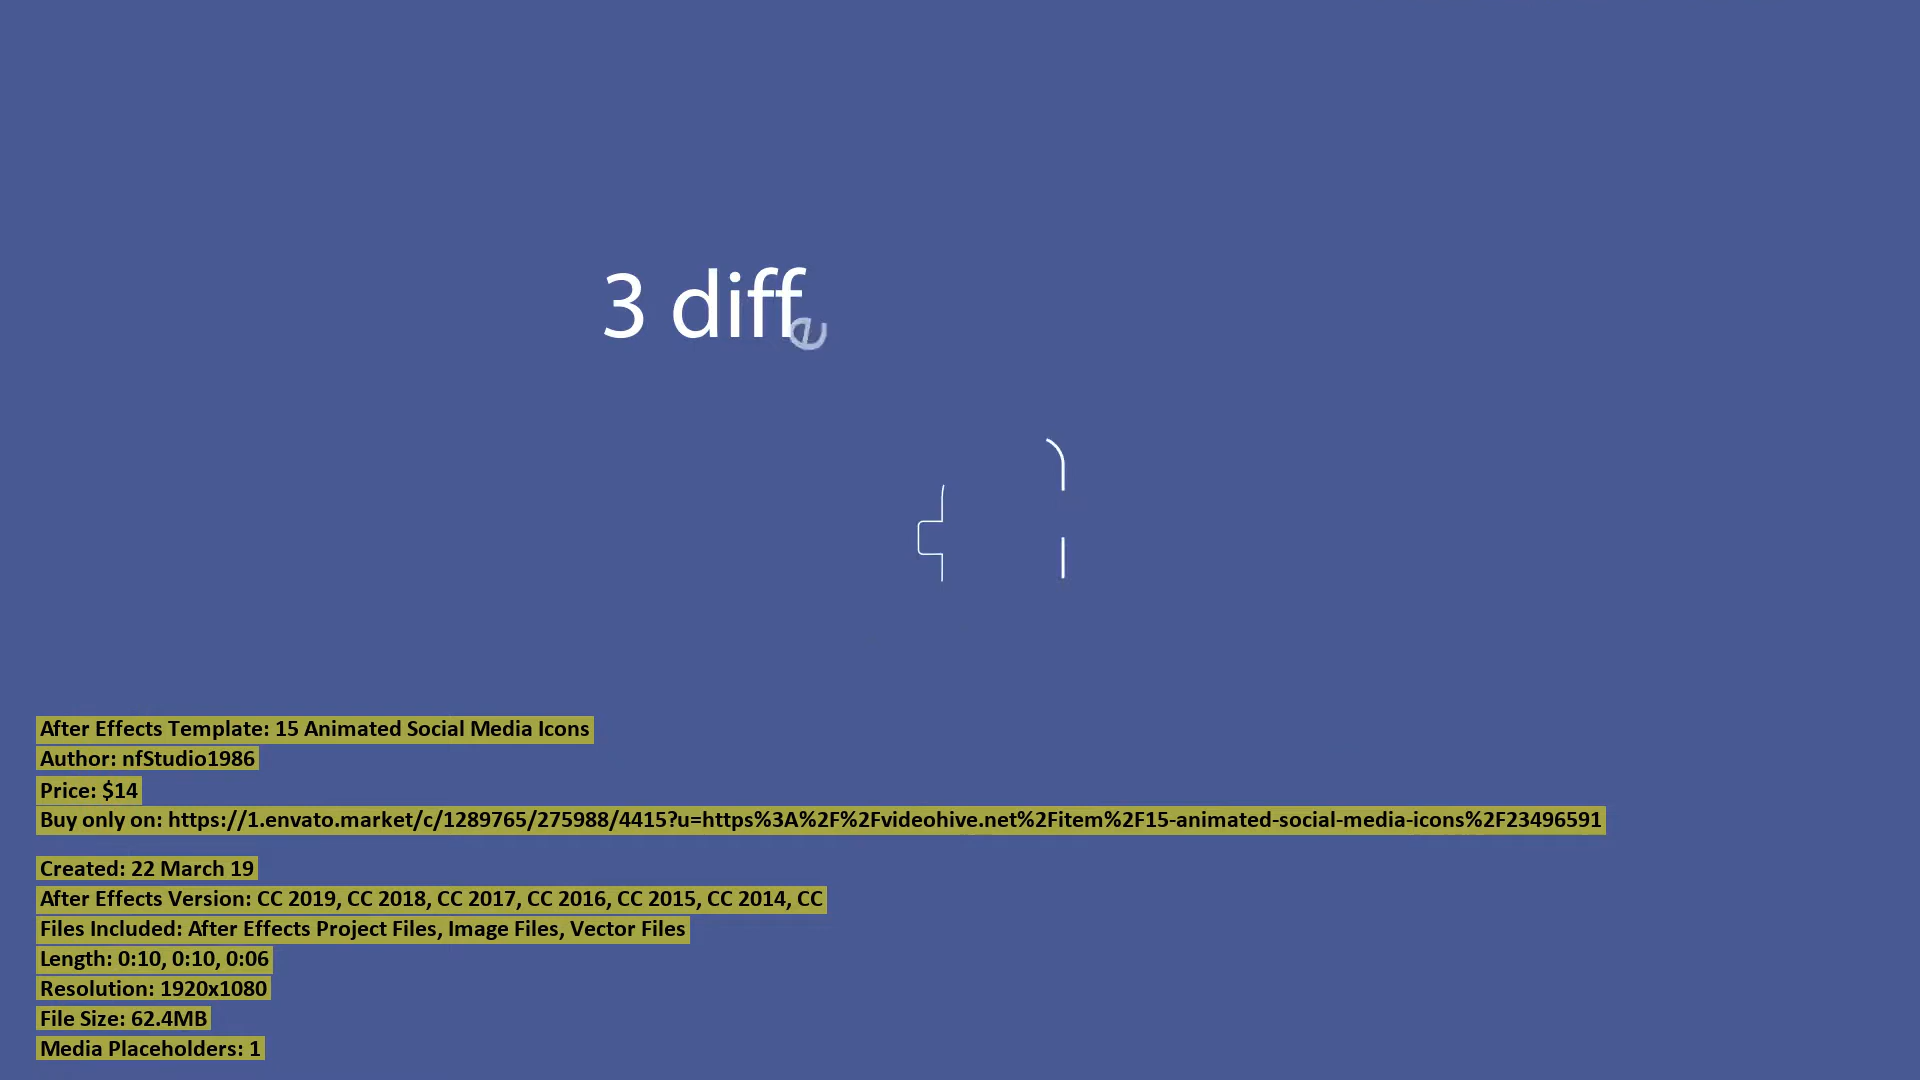 3 diffe
After Effects Template: 15 Animated Social Media Icons
Author: nfStudio1986
Price: $14
Buy only on: https://1.envato.market/c/1289765/275988/4415?u=https%3A%2F%2Fvideohive.net%2Fitem%2F15-animated-social-media-icons%2F23496591
Created: 22 March 19
After Effects Version: CC 2019, CC 2018, CC 2017, CC 2016, CC 2015, CC 2014, CC
Files Included: After Effects Project Files, Image Files, Vector Files
Length: 0:10, 0:10, 0:06
Resolution: 1920x1080
File Size: 62.4MB
Media Placeholders: 1